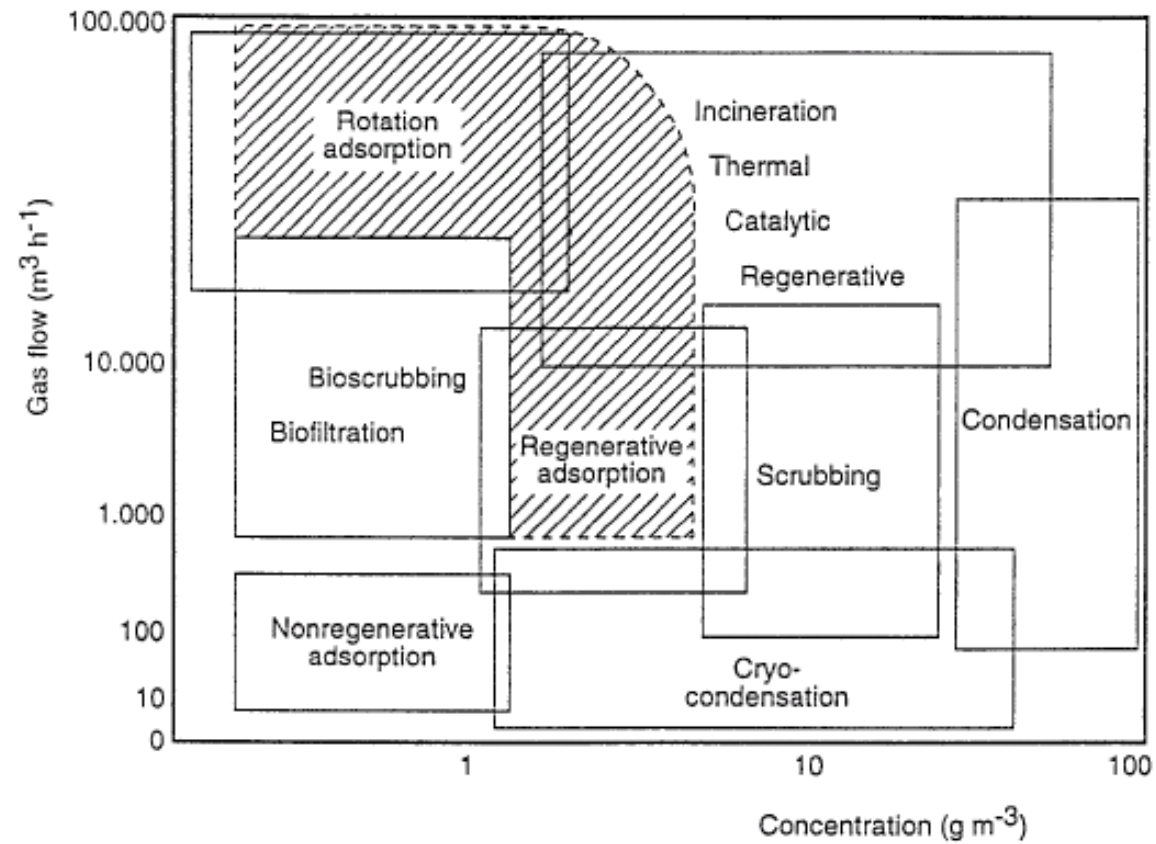 100.000
Rotation
adsorption
Incineration
Thermal
Catalytic
Regenerative
Gas flow (m³ h⁻¹)
10.000
Bioscrubbing
Biofiltration
Condensation
Regenerative
adsorption
Scrubbing
1.000
Nonregenerative
adsorption
100
Cryo-
condensation
10
0
1
10
100
Concentration (g m⁻³)